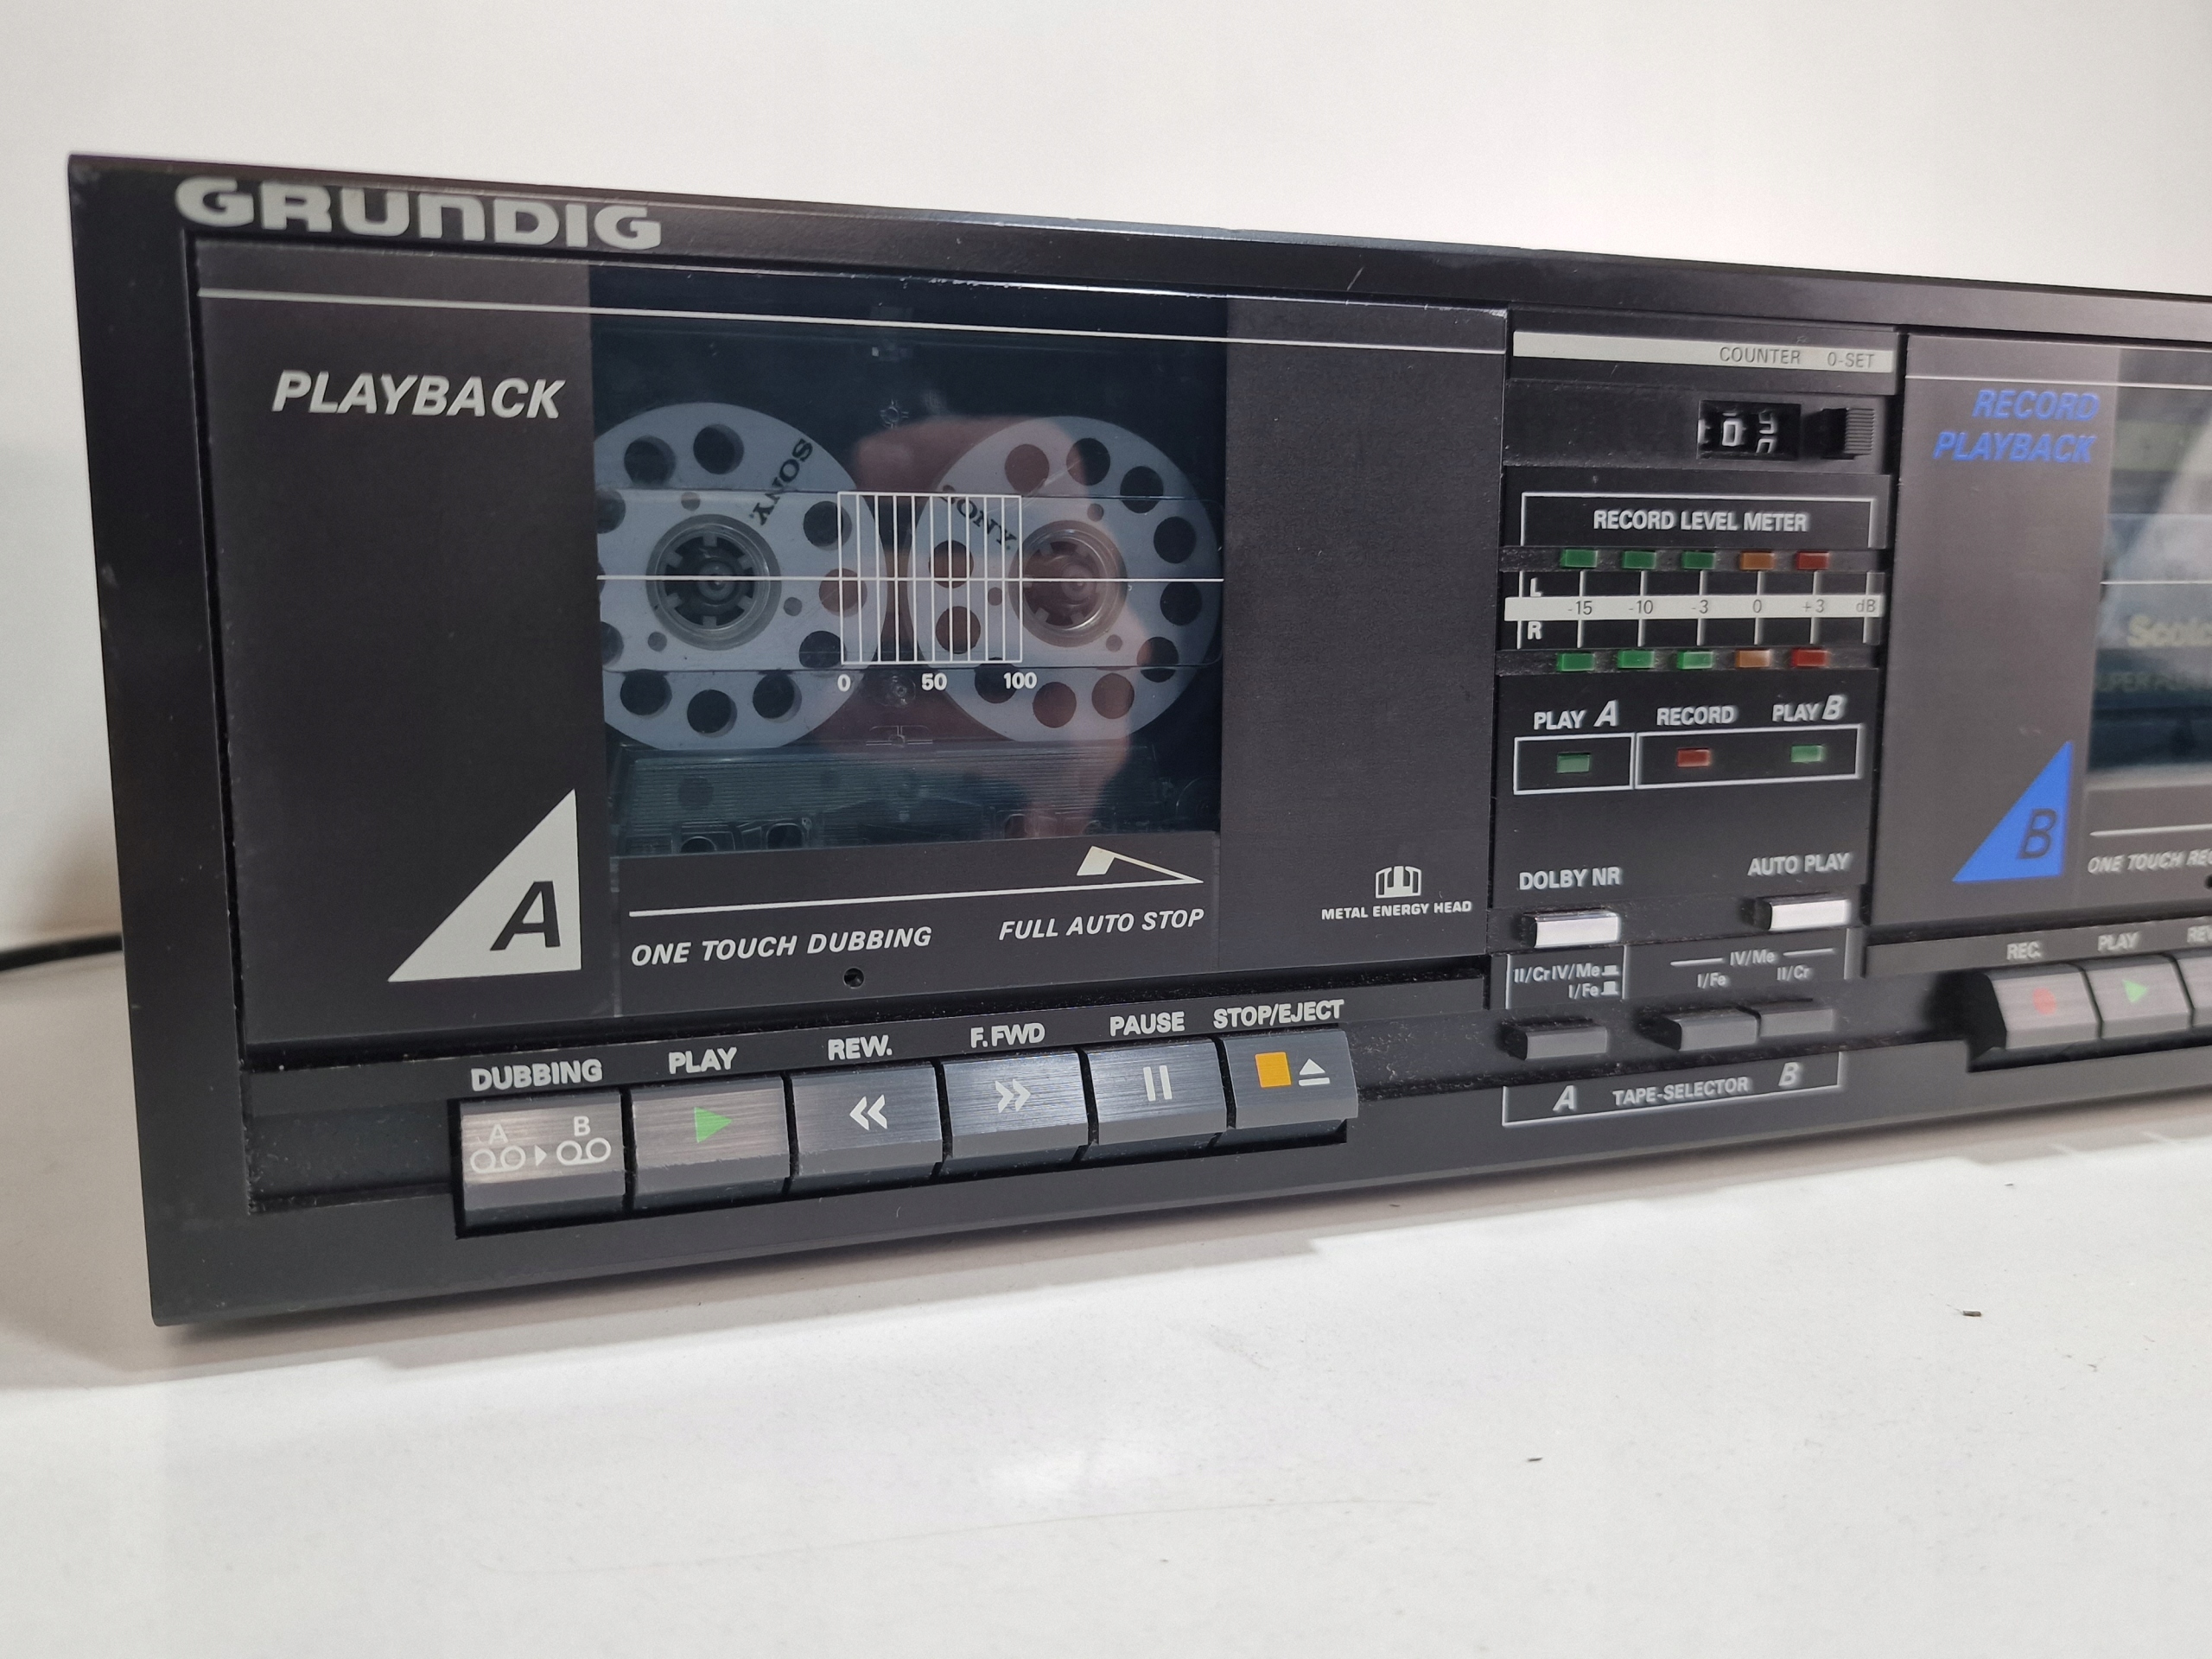 GRUNDIG
PLAYBACK
SONY
SONY
0 50 100
A
ONE TOUCH DUBBING
FULL AUTO STOP
METAL ENERGY HEAD
DUBBING
PLAY
REW.
F.FWD
PAUSE
STOP/EJECT
A B
COUNTER 0-SET
RECORD LEVEL METER
L
-15 -10 -3 0 +3 dB
R
PLAY A RECORD PLAY B
DOLBY NR
AUTO PLAY
II/Cr IV/Me
I/Fe
IV/Me
I/Fe II/Cr
A TAPE-SELECTOR B
RECORD
PLAYBACK
B
ONE TOUCH
REC.
PLAY